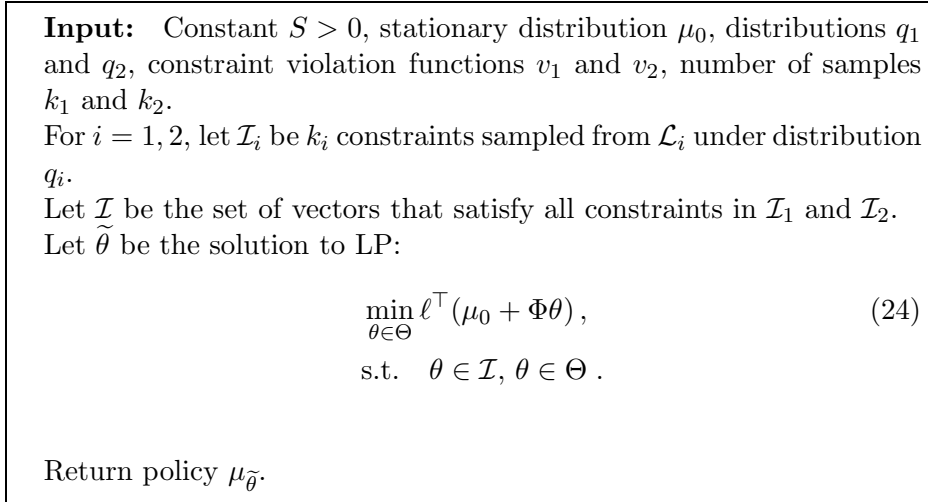 Input: Constant S > 0, stationary distribution μ₀, distributions q₁
and q₂, constraint violation functions v₁ and v₂, number of samples
k₁ and k₂.
For i = 1, 2, let ℐᵢ be kᵢ constraints sampled from ℒᵢ under distribution
qᵢ.
Let ℐ be the set of vectors that satisfy all constraints in ℐ₁ and ℐ₂.
Let θ̃ be the solution to LP:
min_{θ∈Θ} ℓ^⊤(μ₀ + Φθ) , (24)
s.t. θ ∈ ℐ, θ ∈ Θ .
Return policy μ_θ̃.